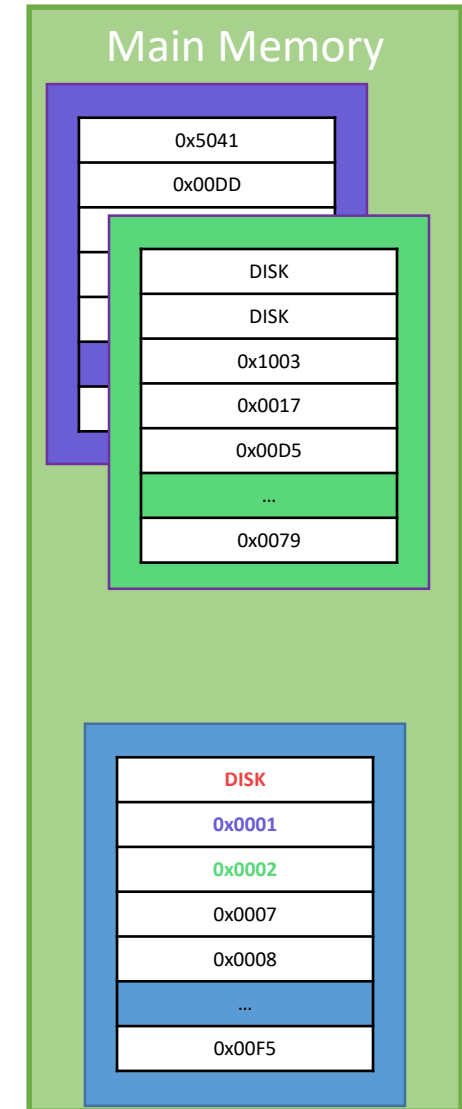 Main Memory
0x5041
0x00DD
DISK
DISK
0x1003
0x0017
0x00D5
...
0x0079
DISK
0x0001
0x0002
0x0007
0x0008
...
0x00F5